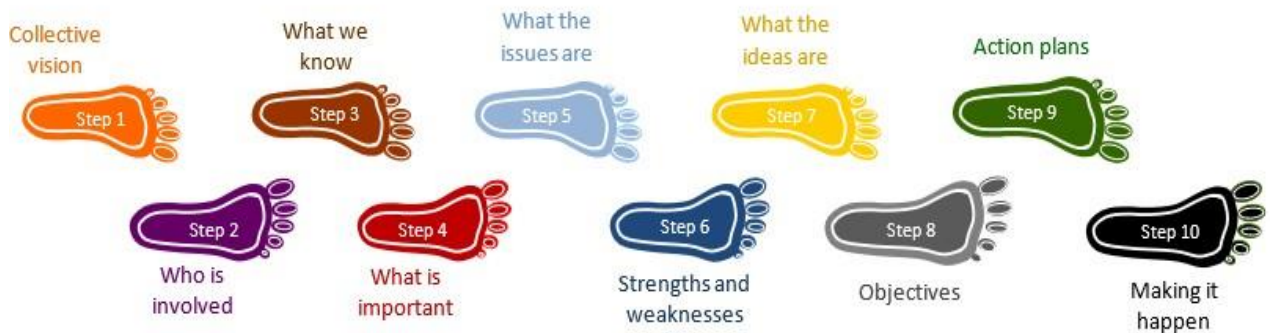 Collective
vision
Step 1
Step 2
Who is
involved
What we
know
Step 3
Step 4
What is
important
What the
issues are
Step 5
Step 6
Strengths and
weaknesses
What the
ideas are
Step 7
Step 8
Objectives
Action plans
Step 9
Step 10
Making it
happen